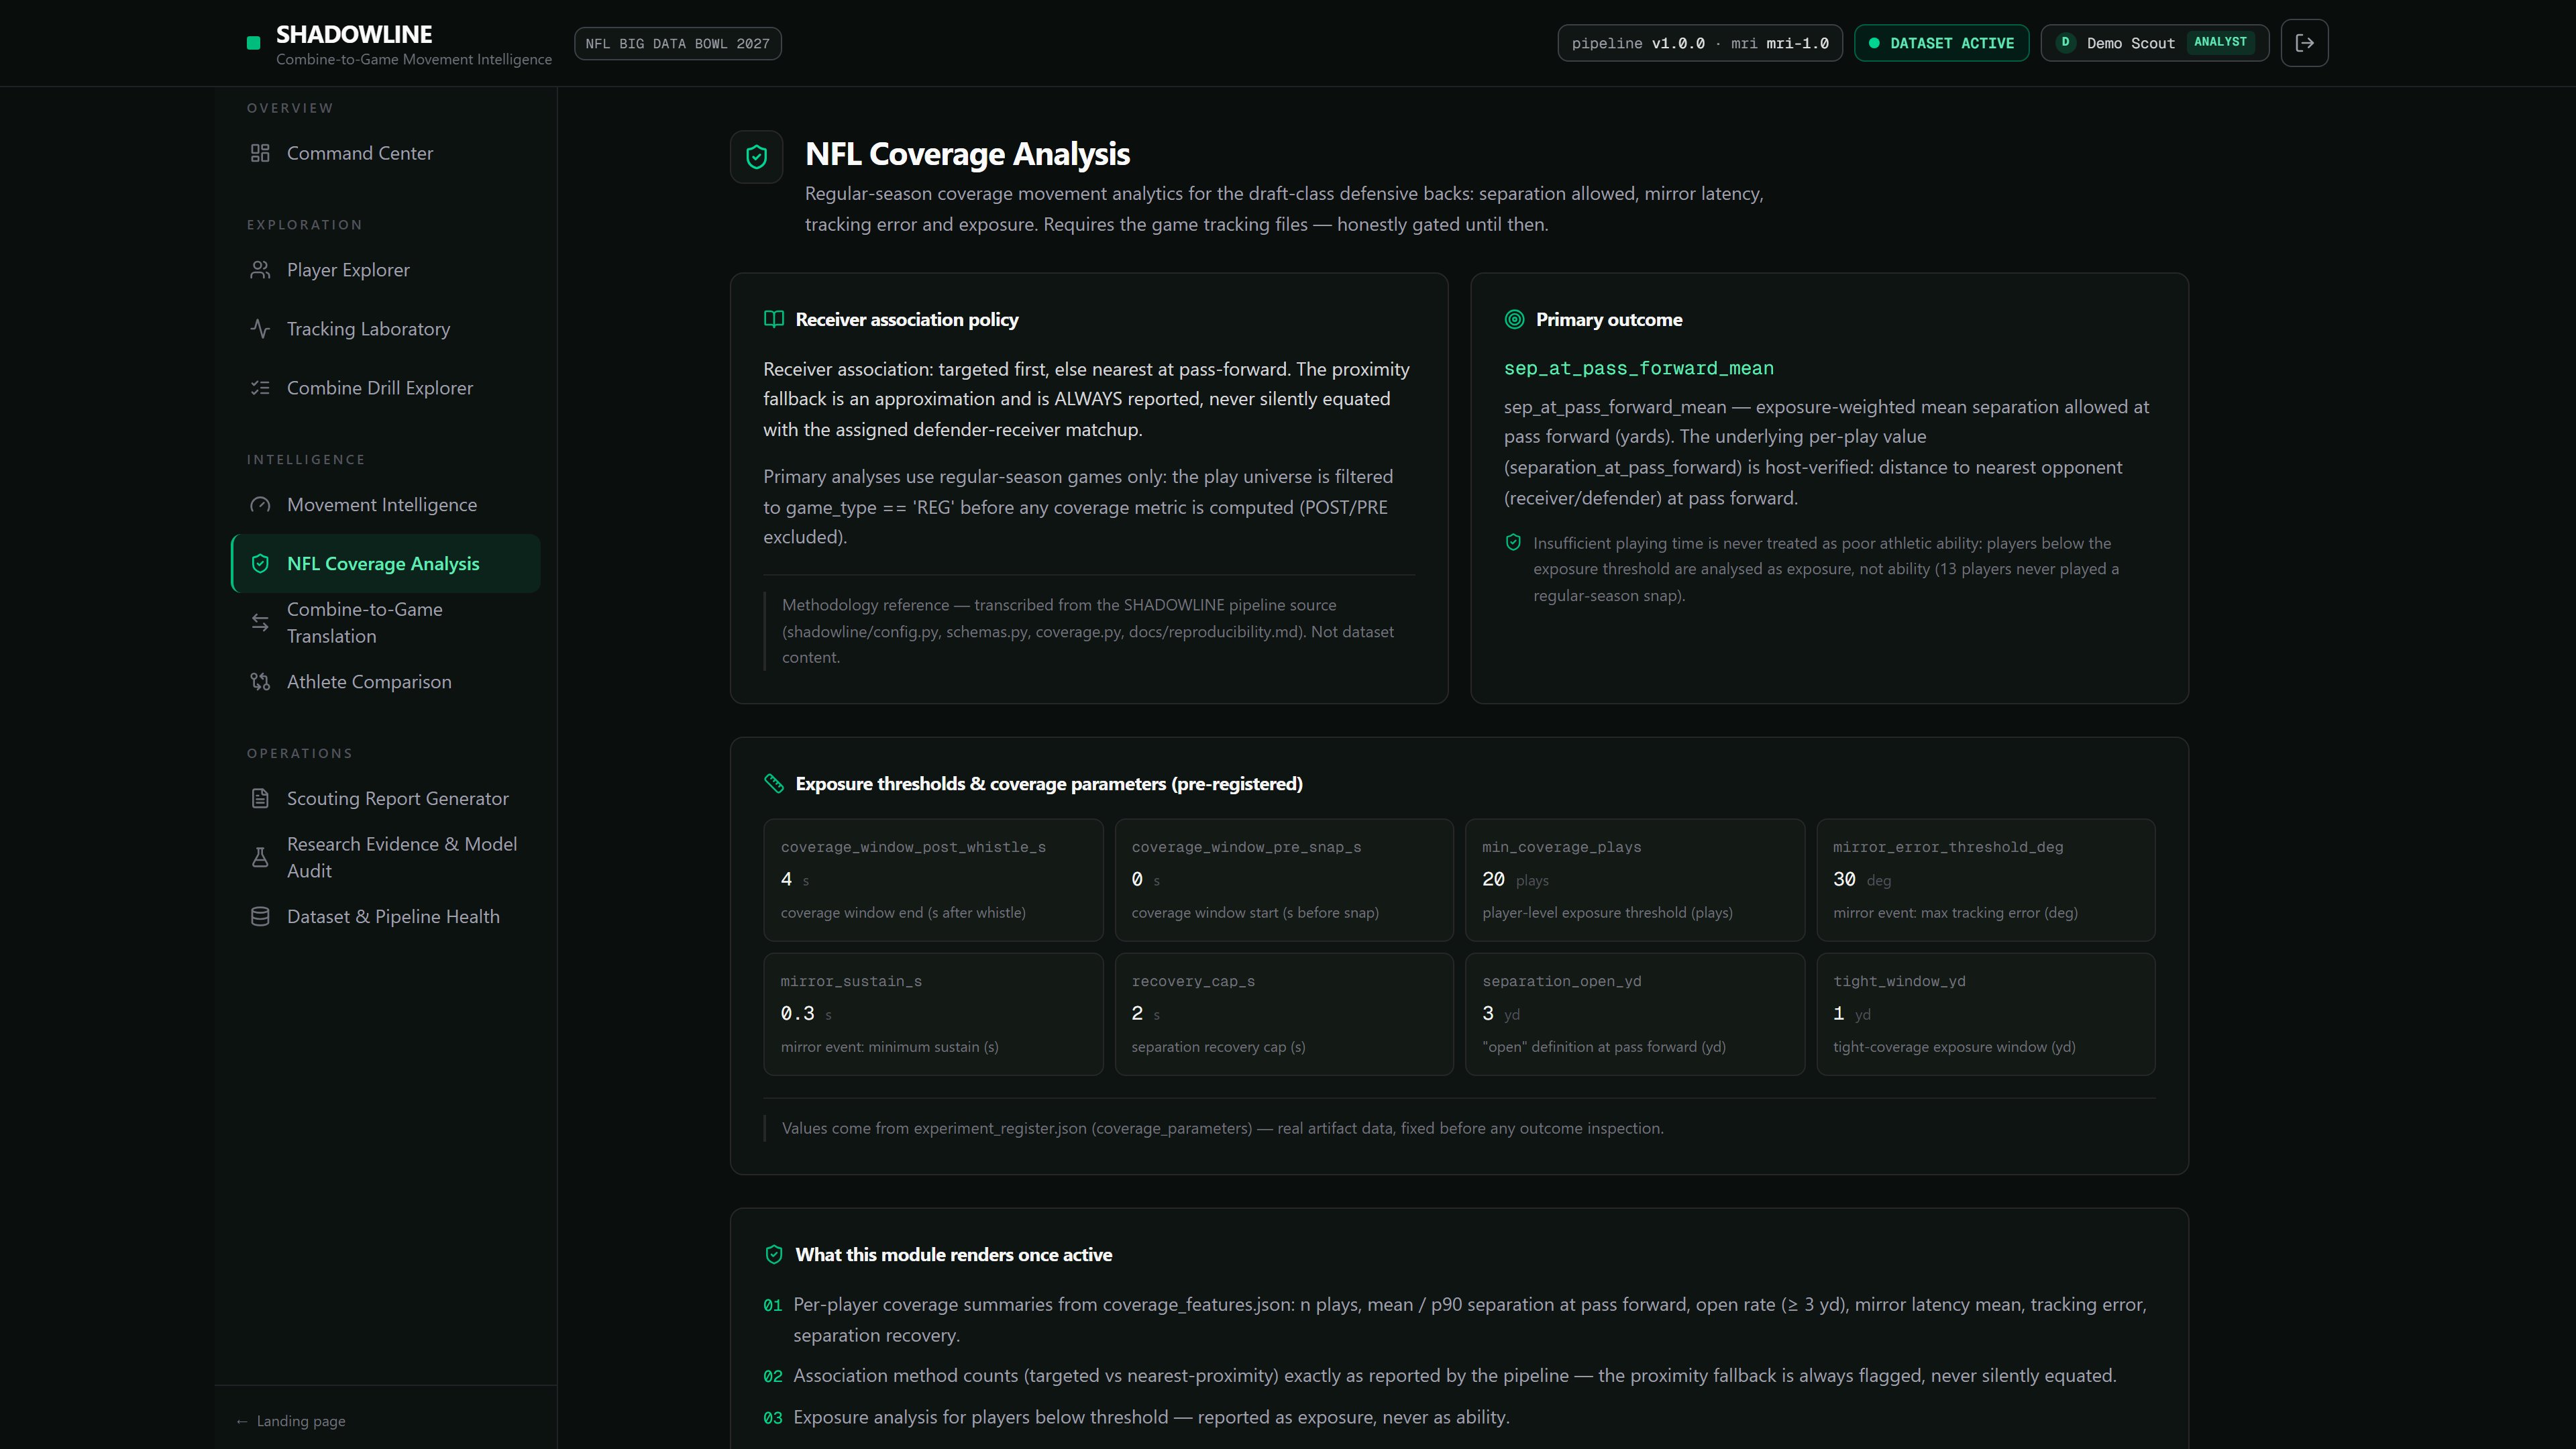 SHADOWLINE
Combine-to-Game Movement Intelligence
NFL BIG DATA BOWL 2027
pipeline v1.0.0 · mri mri-1.0
DATASET ACTIVE
D Demo Scout ANALYST
OVERVIEW
Command Center
EXPLORATION
Player Explorer
Tracking Laboratory
Combine Drill Explorer
INTELLIGENCE
Movement Intelligence
NFL Coverage Analysis
Combine-to-Game
Translation
Athlete Comparison
OPERATIONS
Scouting Report Generator
Research Evidence & Model
Audit
Dataset & Pipeline Health
← Landing page
NFL Coverage Analysis
Regular-season coverage movement analytics for the draft-class defensive backs: separation allowed, mirror latency,
tracking error and exposure. Requires the game tracking files — honestly gated until then.
Receiver association policy
Receiver association: targeted first, else nearest at pass-forward. The proximity
fallback is an approximation and is ALWAYS reported, never silently equated
with the assigned defender-receiver matchup.
Primary analyses use regular-season games only: the play universe is filtered
to game_type == 'REG' before any coverage metric is computed (POST/PRE
excluded).
Methodology reference — transcribed from the SHADOWLINE pipeline source
(shadowline/config.py, schemas.py, coverage.py, docs/reproducibility.md). Not dataset
content.
Primary outcome
sep_at_pass_forward_mean
sep_at_pass_forward_mean — exposure-weighted mean separation allowed at
pass forward (yards). The underlying per-play value
(separation_at_pass_forward) is host-verified: distance to nearest opponent
(receiver/defender) at pass forward.
Insufficient playing time is never treated as poor athletic ability: players below the
exposure threshold are analysed as exposure, not ability (13 players never played a
regular-season snap).
Exposure thresholds & coverage parameters (pre-registered)
coverage_window_post_whistle_s
4 s
coverage window end (s after whistle)
coverage_window_pre_snap_s
0 s
coverage window start (s before snap)
min_coverage_plays
20 plays
player-level exposure threshold (plays)
mirror_error_threshold_deg
30 deg
mirror event: max tracking error (deg)
mirror_sustain_s
0.3 s
mirror event: minimum sustain (s)
recovery_cap_s
2 s
separation recovery cap (s)
separation_open_yd
3 yd
"open" definition at pass forward (yd)
tight_window_yd
1 yd
tight-coverage exposure window (yd)
Values come from experiment_register.json (coverage_parameters) — real artifact data, fixed before any outcome inspection.
What this module renders once active
01 Per-player coverage summaries from coverage_features.json: n plays, mean / p90 separation at pass forward, open rate (≥ 3 yd), mirror latency mean, tracking error,
separation recovery.
02 Association method counts (targeted vs nearest-proximity) exactly as reported by the pipeline — the proximity fallback is always flagged, never silently equated.
03 Exposure analysis for players below threshold — reported as exposure, never as ability.